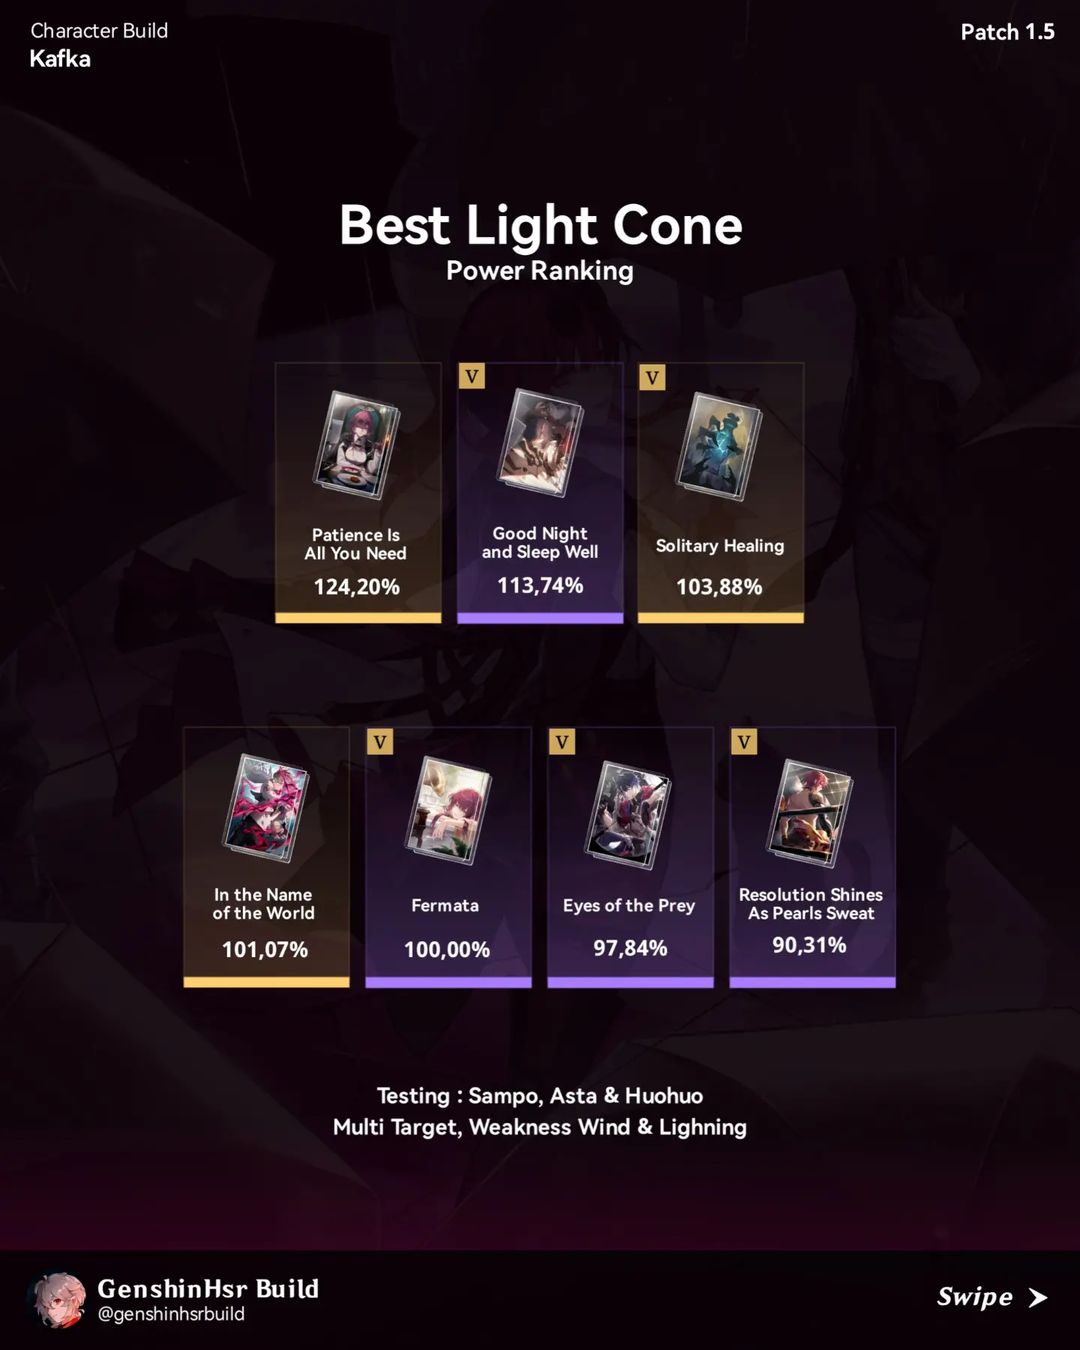 Character Build
Kafka
Patch 1.5
Best Light Cone
Power Ranking
V
V
Patience Is
All You Need
124,20%
Good Night
and Sleep Well
113,74%
Solitary Healing
103,88%
V
V
V
In the Name
of the World
101,07%
Fermata
100,00%
Eyes of the Prey
97,84%
Resolution Shines
As Pearls Sweat
90,31%
Testing : Sampo, Asta & Huohuo
Multi Target, Weakness Wind & Lighning
GenshinHsr Build
@genshinhsrbuild
Swipe